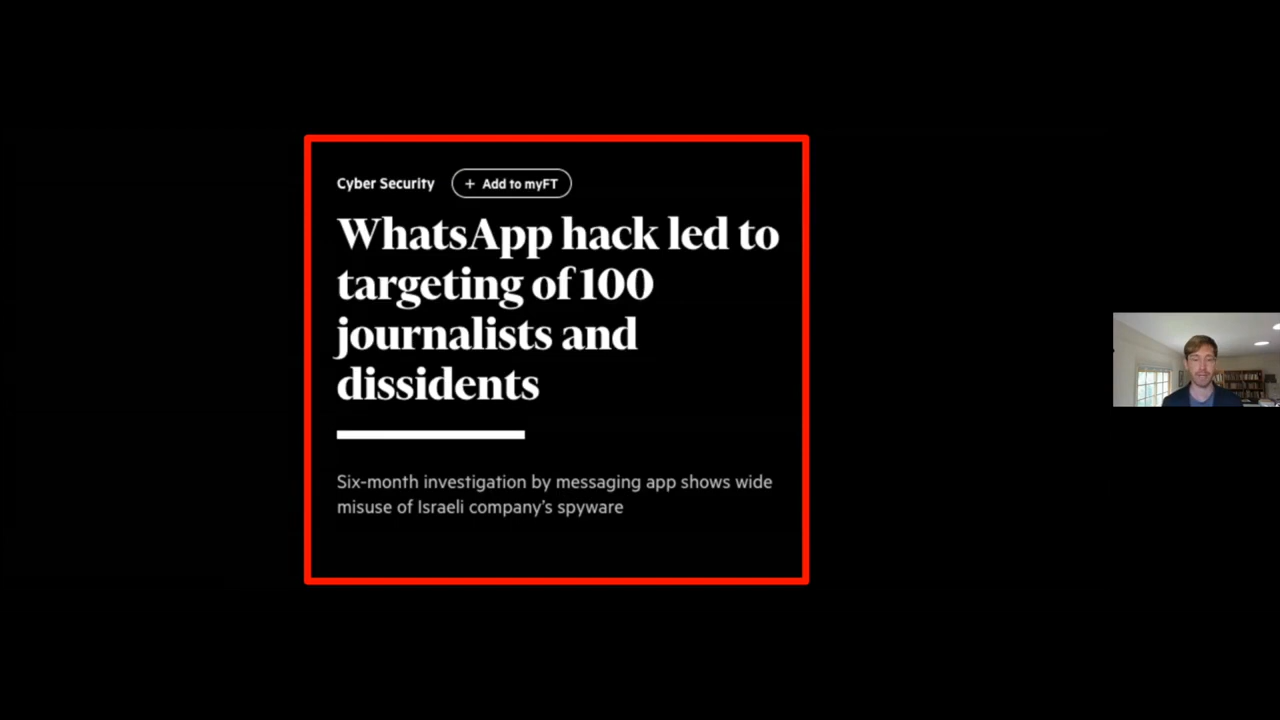 Cyber Security
+ Add to myFT
WhatsApp hack led to
targeting of 100
journalists and
dissidents
Six-month investigation by messaging app shows wide
misuse of Israeli company’s spyware